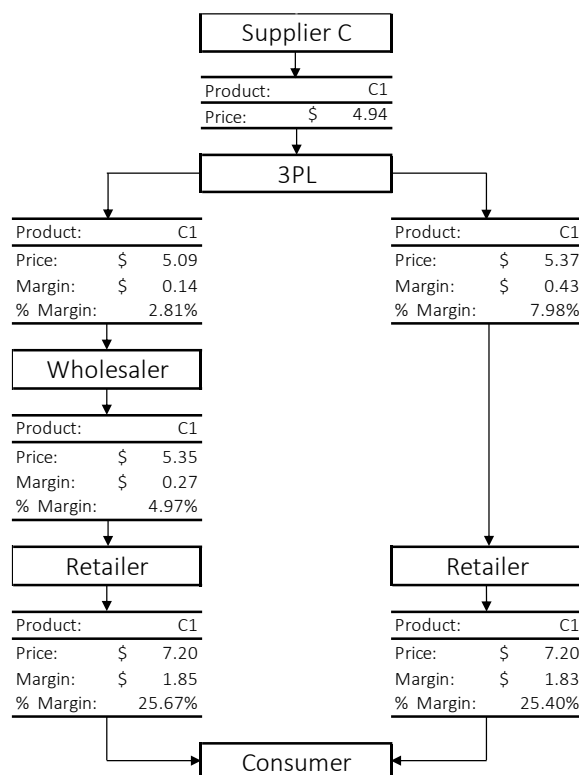 Supplier C
Product: C1
Price: $ 4.94
3PL
Product: C1
Price: $ 5.09
Margin: $ 0.14
% Margin: 2.81%
Product: C1
Price: $ 5.37
Margin: $ 0.43
% Margin: 7.98%
Wholesaler
Product: C1
Price: $ 5.35
Margin: $ 0.27
% Margin: 4.97%
Retailer
Retailer
Product: C1
Price: $ 7.20
Margin: $ 1.85
% Margin: 25.67%
Product: C1
Price: $ 7.20
Margin: $ 1.83
% Margin: 25.40%
Consumer